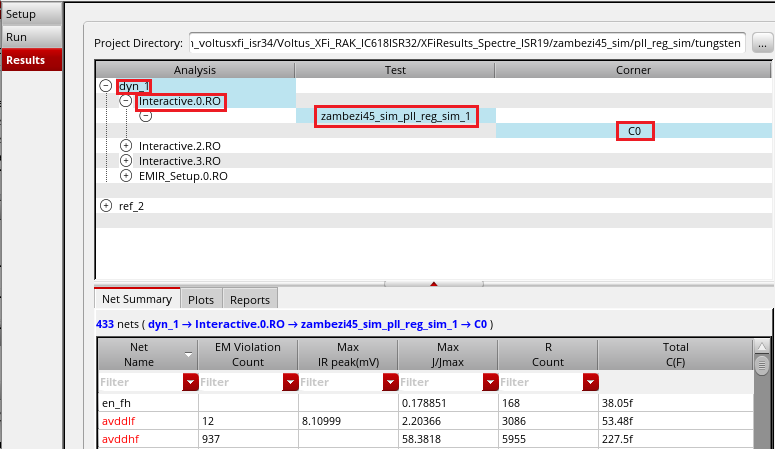 Setup
Run
Results
Project Directory: ı_voltusxfi_isr34/Voltus_XFi_RAK_IC618ISR32/XFiResults_Spectre_ISR19/zambezi45_sim/pll_reg_sim/tungsten ...
Analysis Test Corner
dyn_1
Interactive.0.RO
zambezi45_sim_pll_reg_sim_1
C0
Interactive.2.RO
Interactive.3.RO
EMIR_Setup.0.RO
ref_2
Net Summary Plots Reports
433 nets ( dyn_1 → Interactive.0.RO → zambezi45_sim_pll_reg_sim_1 → C0 )
Net EM Violation Max Max R Total
Name Count IR peak(mV) J/Jmax Count C(F)
Filter Filter Filter Filter Filter Filter
en_fh 0.178851 168 38.05f
avddlf 12 8.10999 2.20366 3086 53.48f
avddhf 937 58.3818 5955 227.5f